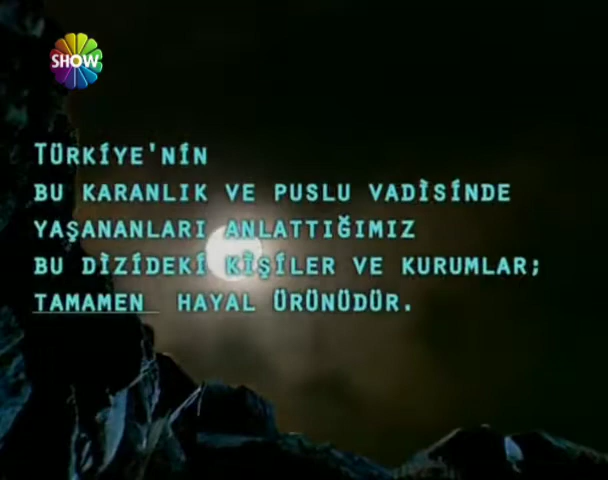 SHOW
TÜRKİYE'NİN
BU KARANLIK VE PUSLU VADİSİNDE
YAŞANANLARI ANLATTIĞIMIZ
BU DİZİDEKİ KİŞİLER VE KURUMLAR;
TAMAMEN HAYAL ÜRÜNÜDÜR.